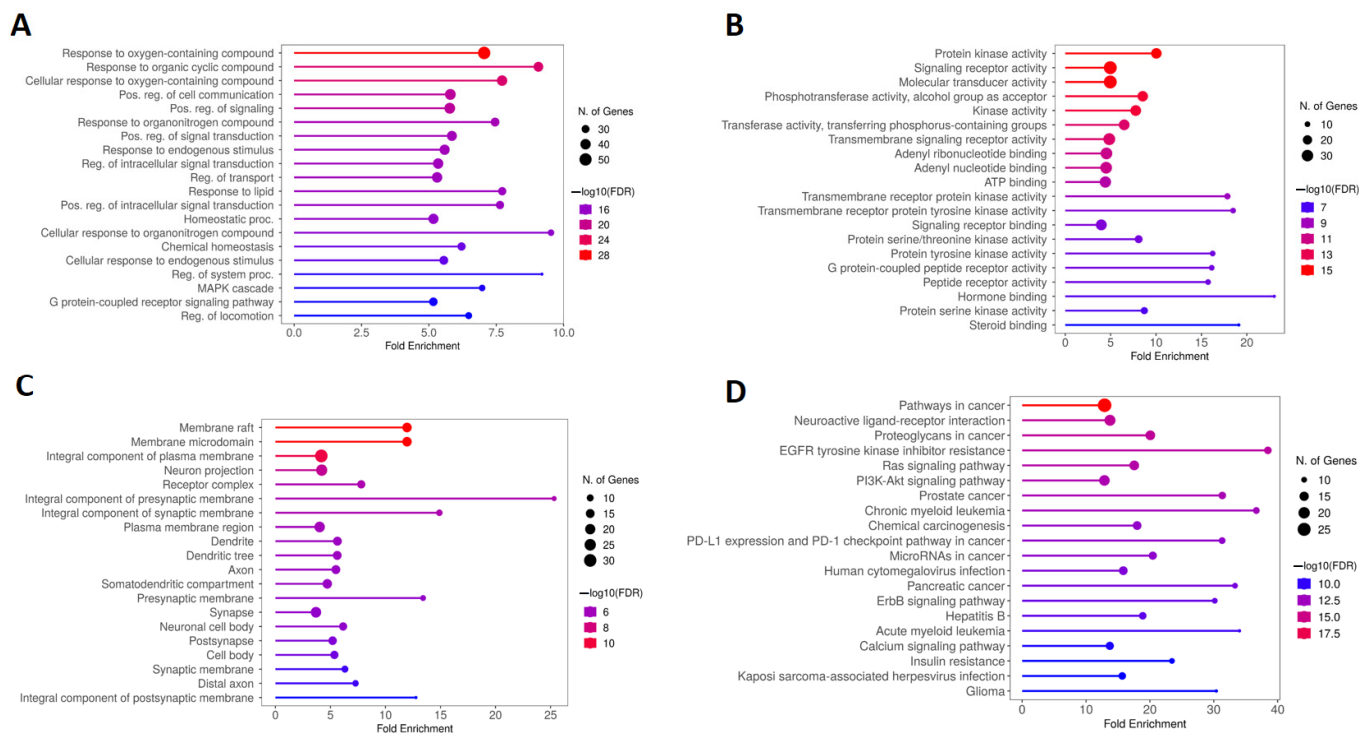 A
Response to oxygen-containing compound
Response to organic cyclic compound
Cellular response to oxygen-containing compound
Pos. reg. of cell communication
Pos. reg. of signaling
Response to organonitrogen compound
Pos. reg. of signal transduction
Response to endogenous stimulus
Reg. of intracellular signal transduction
Reg. of transport
Response to lipid
Pos. reg. of intracellular signal transduction
Homeostatic proc.
Cellular response to organonitrogen compound
Chemical homeostasis
Cellular response to endogenous stimulus
Reg. of system proc.
MAPK cascade
G protein-coupled receptor signaling pathway
Reg. of locomotion
0.0 2.5 5.0 7.5 10.0
Fold Enrichment
N. of Genes
30
40
50
-log10(FDR)
16
20
24
28
B
Protein kinase activity
Signaling receptor activity
Molecular transducer activity
Phosphotransferase activity, alcohol group as acceptor
Kinase activity
Transferase activity, transferring phosphorus-containing groups
Transmembrane signaling receptor activity
Adenyl ribonucleotide binding
Adenyl nucleotide binding
ATP binding
Transmembrane receptor protein kinase activity
Transmembrane receptor protein tyrosine kinase activity
Signaling receptor binding
Protein serine/threonine kinase activity
Protein tyrosine kinase activity
G protein-coupled peptide receptor activity
Peptide receptor activity
Hormone binding
Protein serine kinase activity
Steroid binding
0 5 10 15 20
Fold Enrichment
N. of Genes
10
20
30
-log10(FDR)
7
9
11
13
15
C
Membrane raft
Membrane microdomain
Integral component of plasma membrane
Neuron projection
Receptor complex
Integral component of presynaptic membrane
Integral component of synaptic membrane
Plasma membrane region
Dendrite
Dendritic tree
Axon
Somatodendritic compartment
Presynaptic membrane
Synapse
Neuronal cell body
Postsynapse
Cell body
Synaptic membrane
Distal axon
Integral component of postsynaptic membrane
0 5 10 15 20 25
Fold Enrichment
N. of Genes
10
15
20
25
30
-log10(FDR)
6
8
10
D
Pathways in cancer
Neuroactive ligand-receptor interaction
Proteoglycans in cancer
EGFR tyrosine kinase inhibitor resistance
Ras signaling pathway
PI3K-Akt signaling pathway
Prostate cancer
Chronic myeloid leukemia
Chemical carcinogenesis
PD-L1 expression and PD-1 checkpoint pathway in cancer
MicroRNAs in cancer
Human cytomegalovirus infection
Pancreatic cancer
ErbB signaling pathway
Hepatitis B
Acute myeloid leukemia
Calcium signaling pathway
Insulin resistance
Kaposi sarcoma-associated herpesvirus infection
Glioma
0 10 20 30 40
Fold Enrichment
N. of Genes
10
15
20
25
-log10(FDR)
10.0
12.5
15.0
17.5